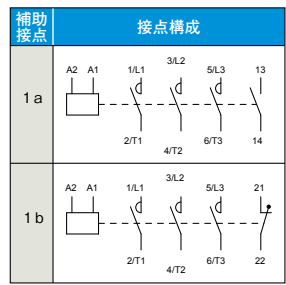 補助
接点
接点構成
1a
A2 A1 1/L1 3/L2 5/L3 13
2/T1 4/T2 6/T3 14
1b
A2 A1 1/L1 3/L2 5/L3 21
2/T1 4/T2 6/T3 22